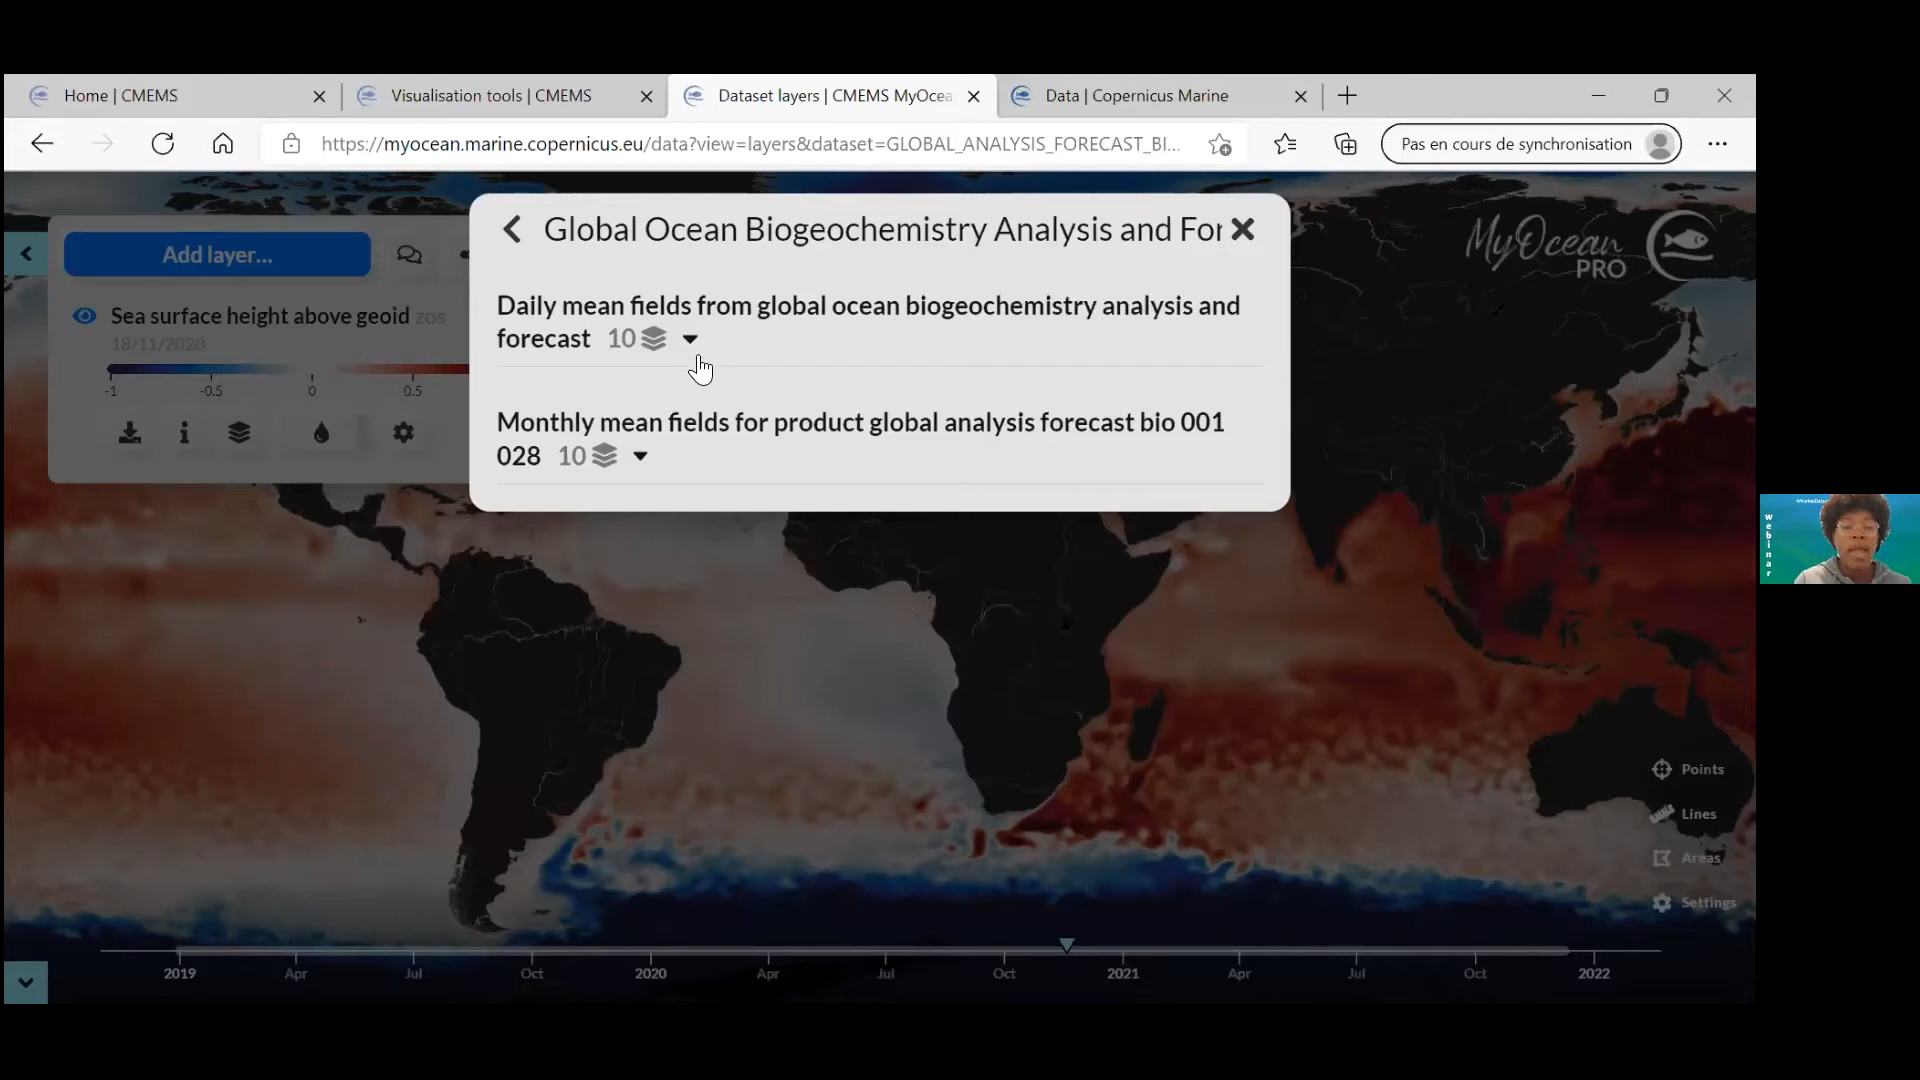 Home | CMEMS
Visualisation tools | CMEMS
Dataset layers | CMEMS MyOcea
Data | Copernicus Marine
https://myocean.marine.copernicus.eu/data?view=layers&dataset=GLOBAL_ANALYSIS_FORECAST_BI...
Pas en cours de synchronisation
Add layer...
Sea surface height above geoid zos
18/11/2020
-1 -0.5 0 0.5
Global Ocean Biogeochemistry Analysis and For
Daily mean fields from global ocean biogeochemistry analysis and
forecast 10
Monthly mean fields for product global analysis forecast bio 001
028 10
MyOcean
PRO
webinar
Points
Lines
Areas
Settings
2019 Apr Jul Oct 2020 Apr Jul Oct 2021 Apr Jul Oct 2022